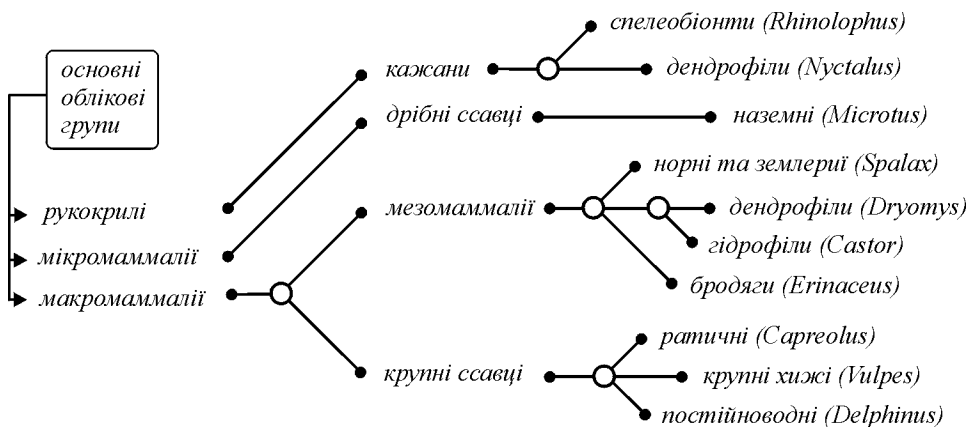 основні
облікові
групи
рукокрилі
мікромаммалії
макромаммалії
кажани
дрібні ссавці
мезомаммалії
крупні ссавці
спелеобіонти (Rhinolophus)
дендрофіли (Nyctalus)
наземні (Microtus)
норні та землериї (Spalax)
дендрофіли (Dryomys)
гідрофіли (Castor)
бродяги (Erinaceus)
ратичні (Capreolus)
крупні хижі (Vulpes)
постійноводні (Delphinus)